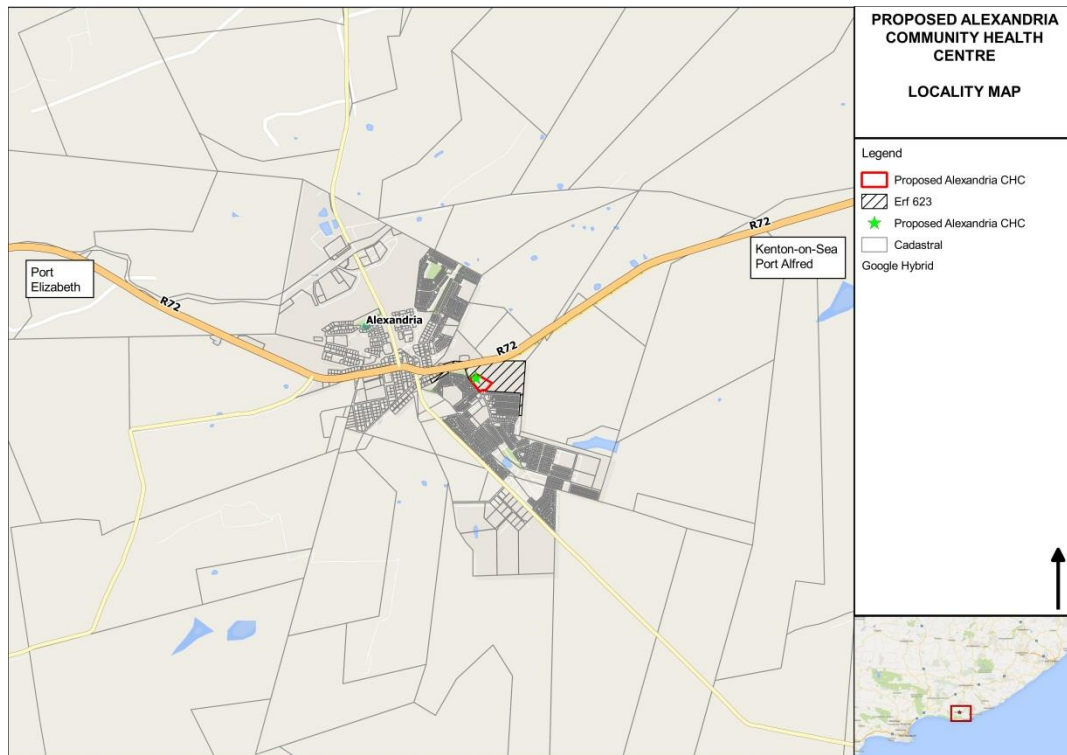 PROPOSED ALEXANDRIA
COMMUNITY HEALTH
CENTRE
LOCALITY MAP
Legend
Proposed Alexandria CHC
Erf 623
Proposed Alexandria CHC
Cadastral
Google Hybrid
R72
Kenton-on-Sea
Port Alfred
Port
Elizabeth
R72
Alexandria
R72